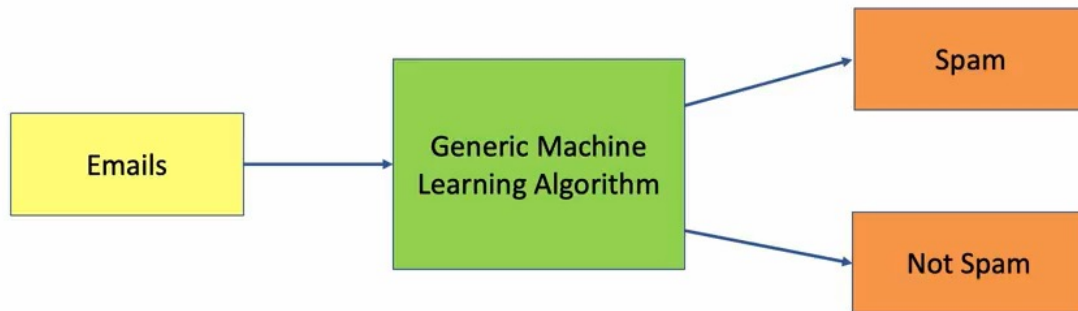 Emails
Generic Machine
Learning Algorithm
Spam
Not Spam